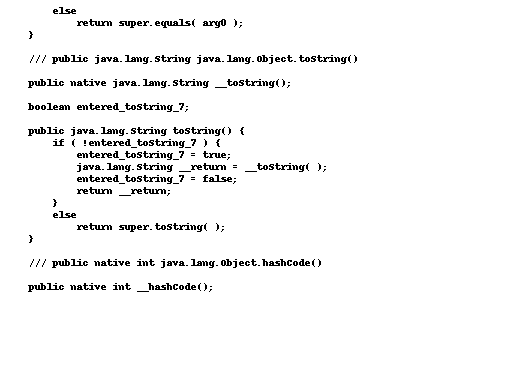 else
return super.equals( arg0 );
}
/// public java.lang.String java.lang.Object.toString()
public native java.lang.String __toString();
boolean entered_toString_7;
public java.lang.String toString() {
if ( !entered_toString_7 ) {
entered_toString_7 = true;
java.lang.String __return = __toString( );
entered_toString_7 = false;
return __return;
}
else
return super.toString( );
}
/// public native int java.lang.Object.hashCode()
public native int __hashCode();